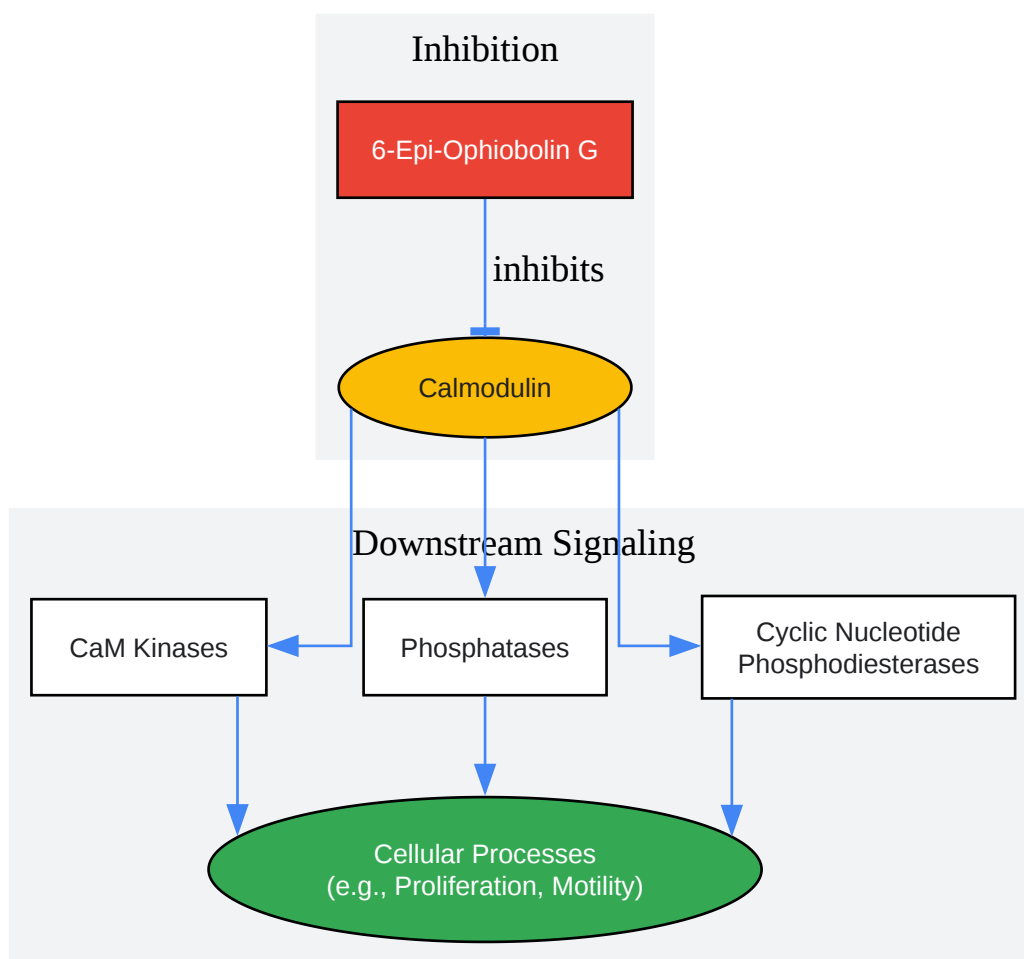 Inhibition
6-Epi-Ophiobolin G
inhibits
Calmodulin
Downstream Signaling
CaM Kinases
Phosphatases
Cyclic Nucleotide
Phosphodiesterases
Cellular Processes
(e.g., Proliferation, Motility)